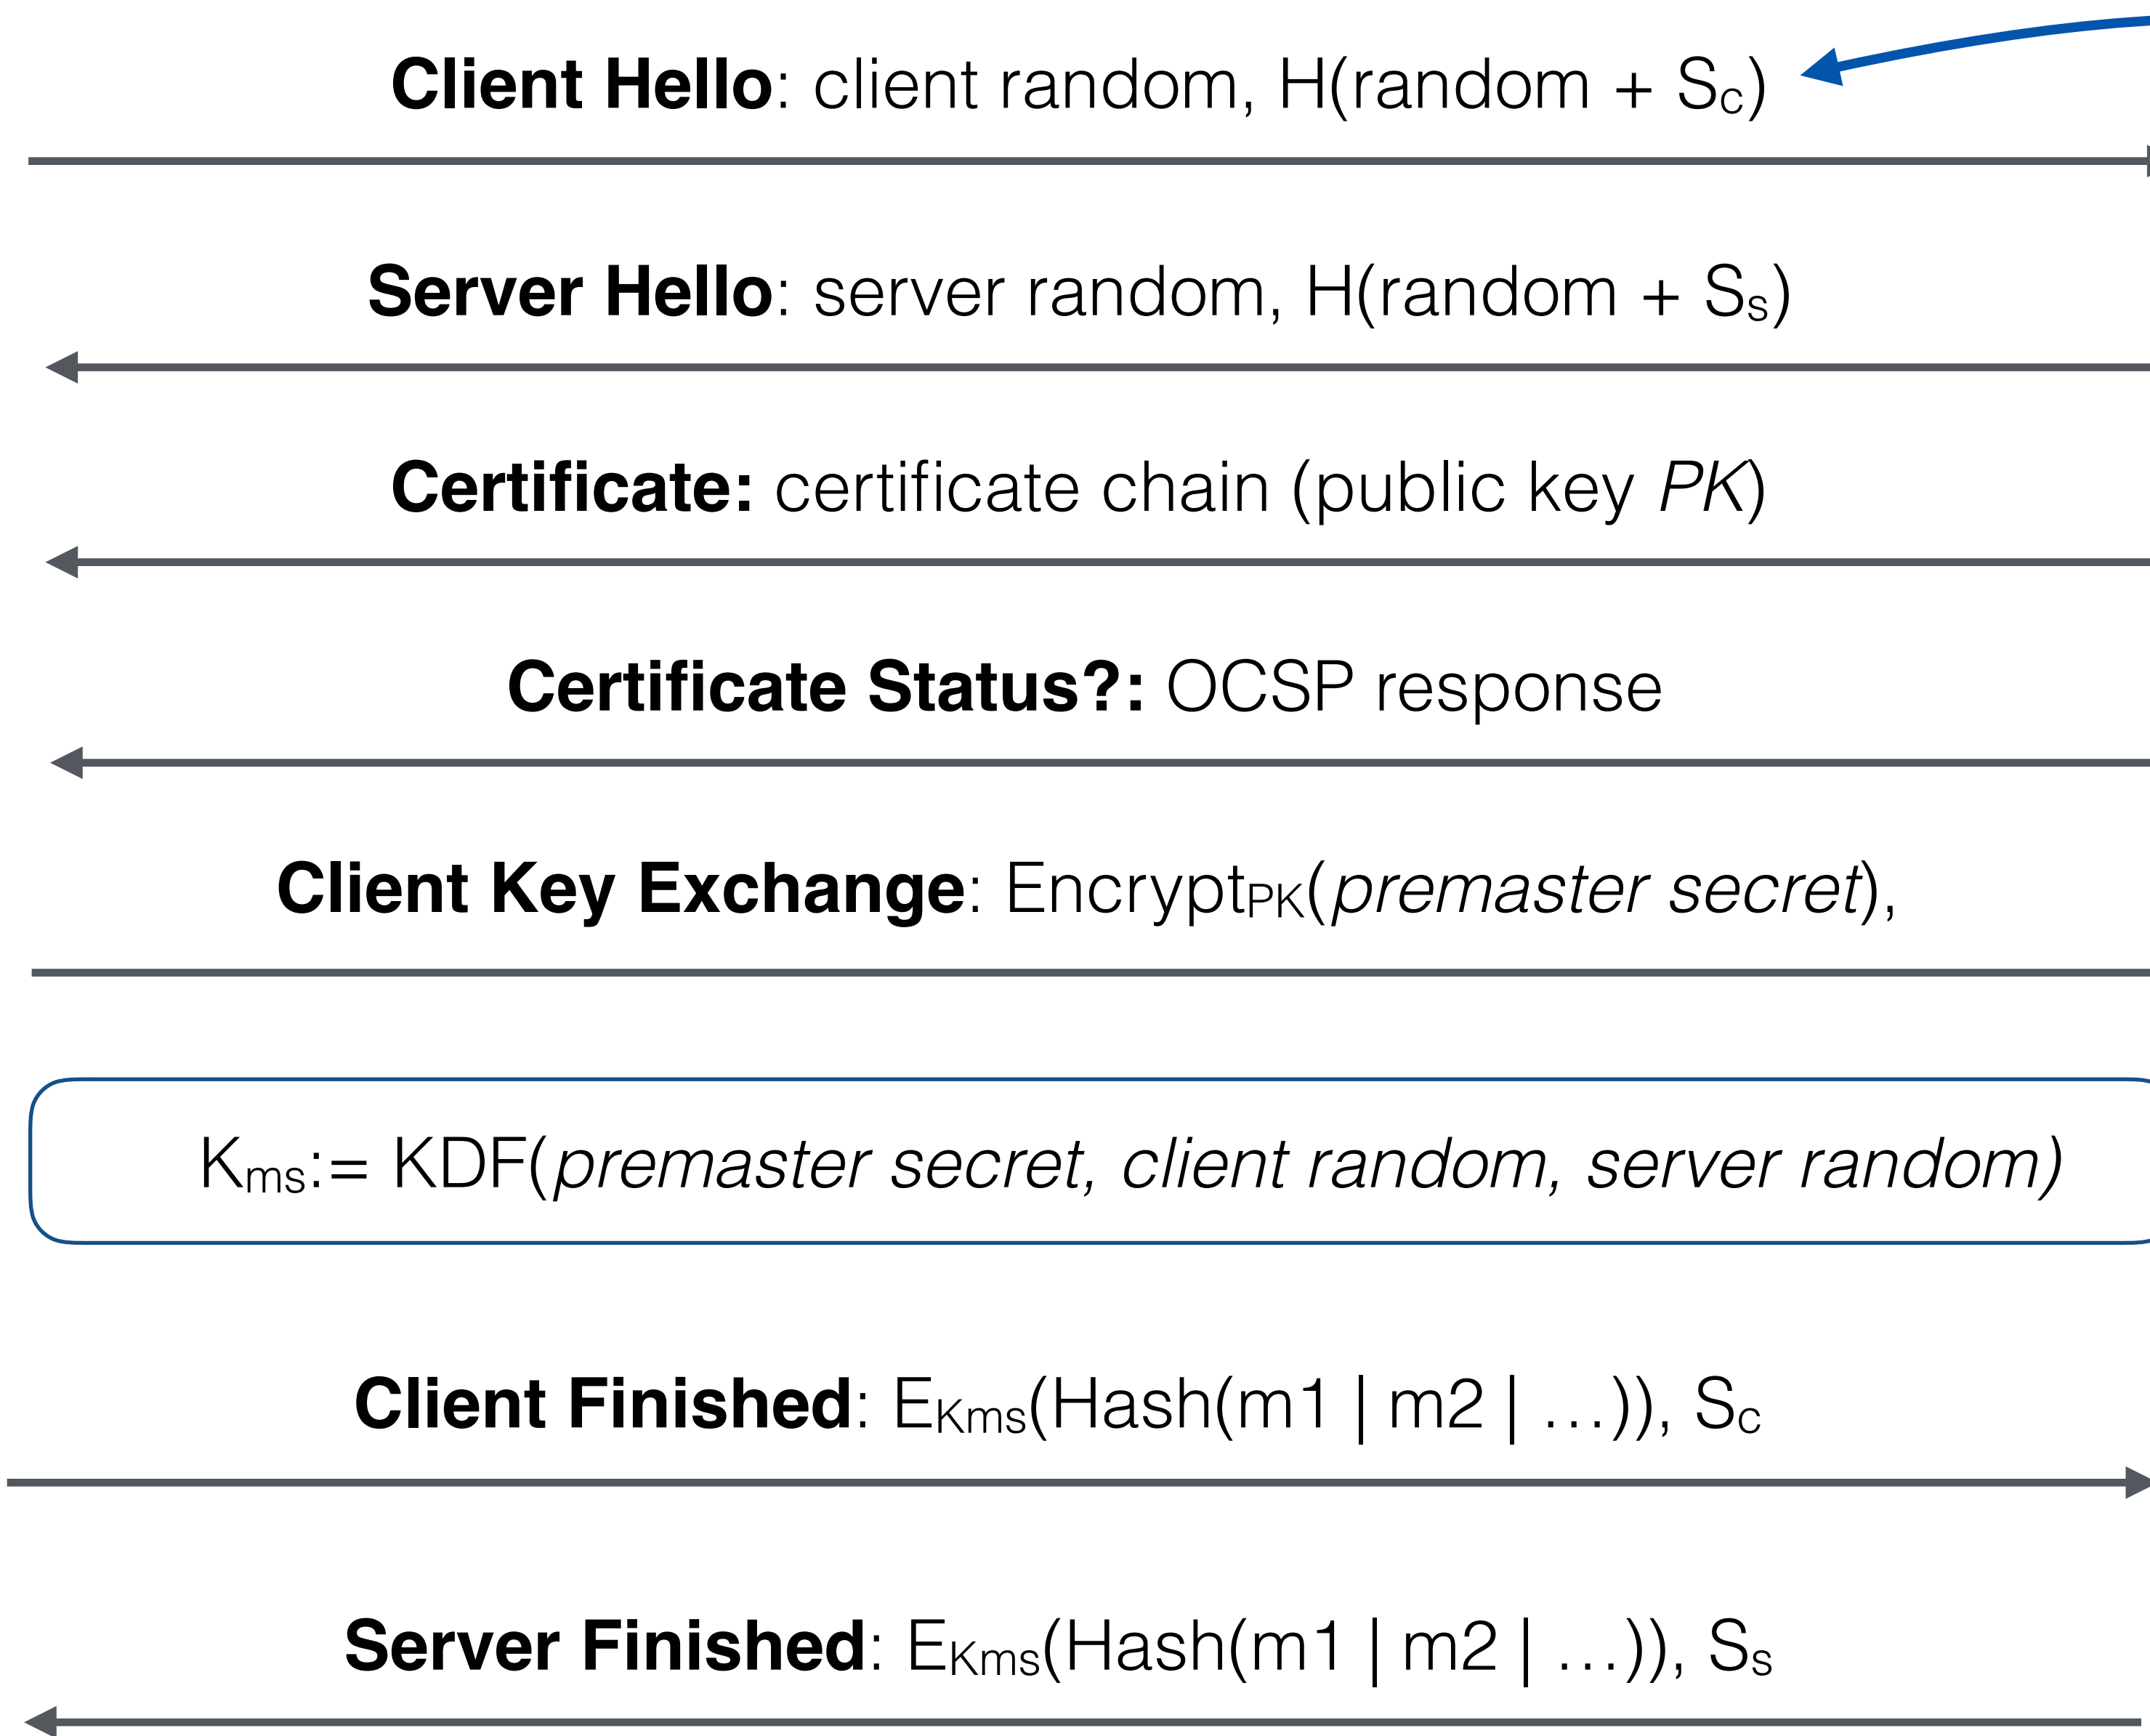 Client Hello: client random, H(random + Sc)
Server Hello: server random, H(random + Ss)
Certificate: certificate chain (public key PK)
Certificate Status?: OCSP response
Client Key Exchange: EncryptPK(premaster secret),
Kms:= KDF(premaster secret, client random, server random)
Client Finished: EKms(Hash(m1 | m2 | …)), Sc
Server Finished: EKms(Hash(m1 | m2 | …)), Ss